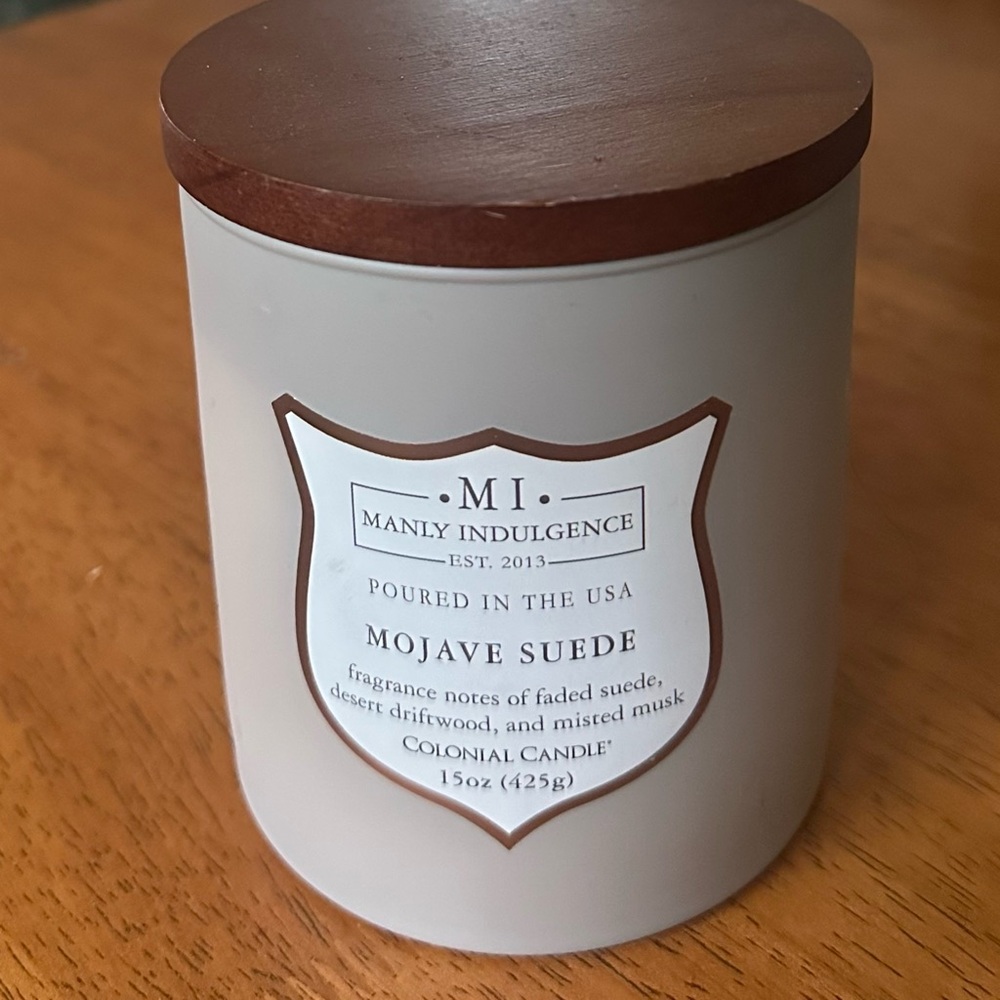 •MI•
MANLY INDULGENCE
EST. 2013
POURED IN THE USA
MOJAVE SUEDE
fragrance notes of faded suede,
desert driftwood, and misted musk
COLONIAL CANDLE®
15oz (425g)